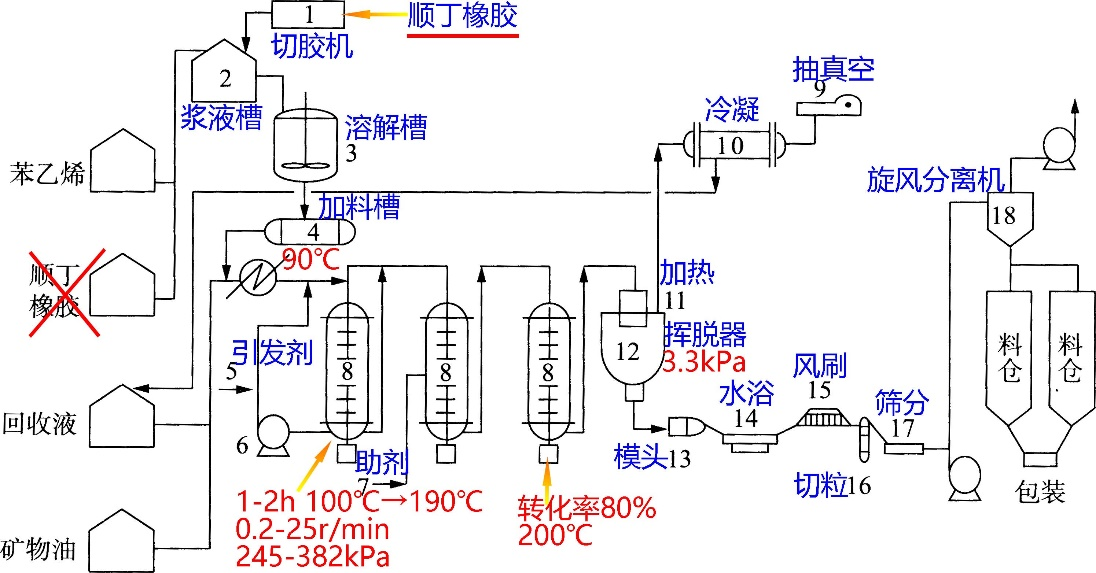 1
顺丁橡胶
切胶机
2
浆液槽
溶解槽
3
苯乙烯
加料槽
4
90℃
顺丁
橡胶
抽真空
9
冷凝
10
旋风分离机
18
加热
11
12
挥脱器
3.3kPa
引发剂
5
8
8
8
料仓
料仓
回收液
6
水浴
14
风刷
15
筛分
17
模头13
切粒16
助剂
7
包装
1-2h 100℃→190℃
0.2-25r/min
245-382kPa
转化率80%
200℃
矿物油